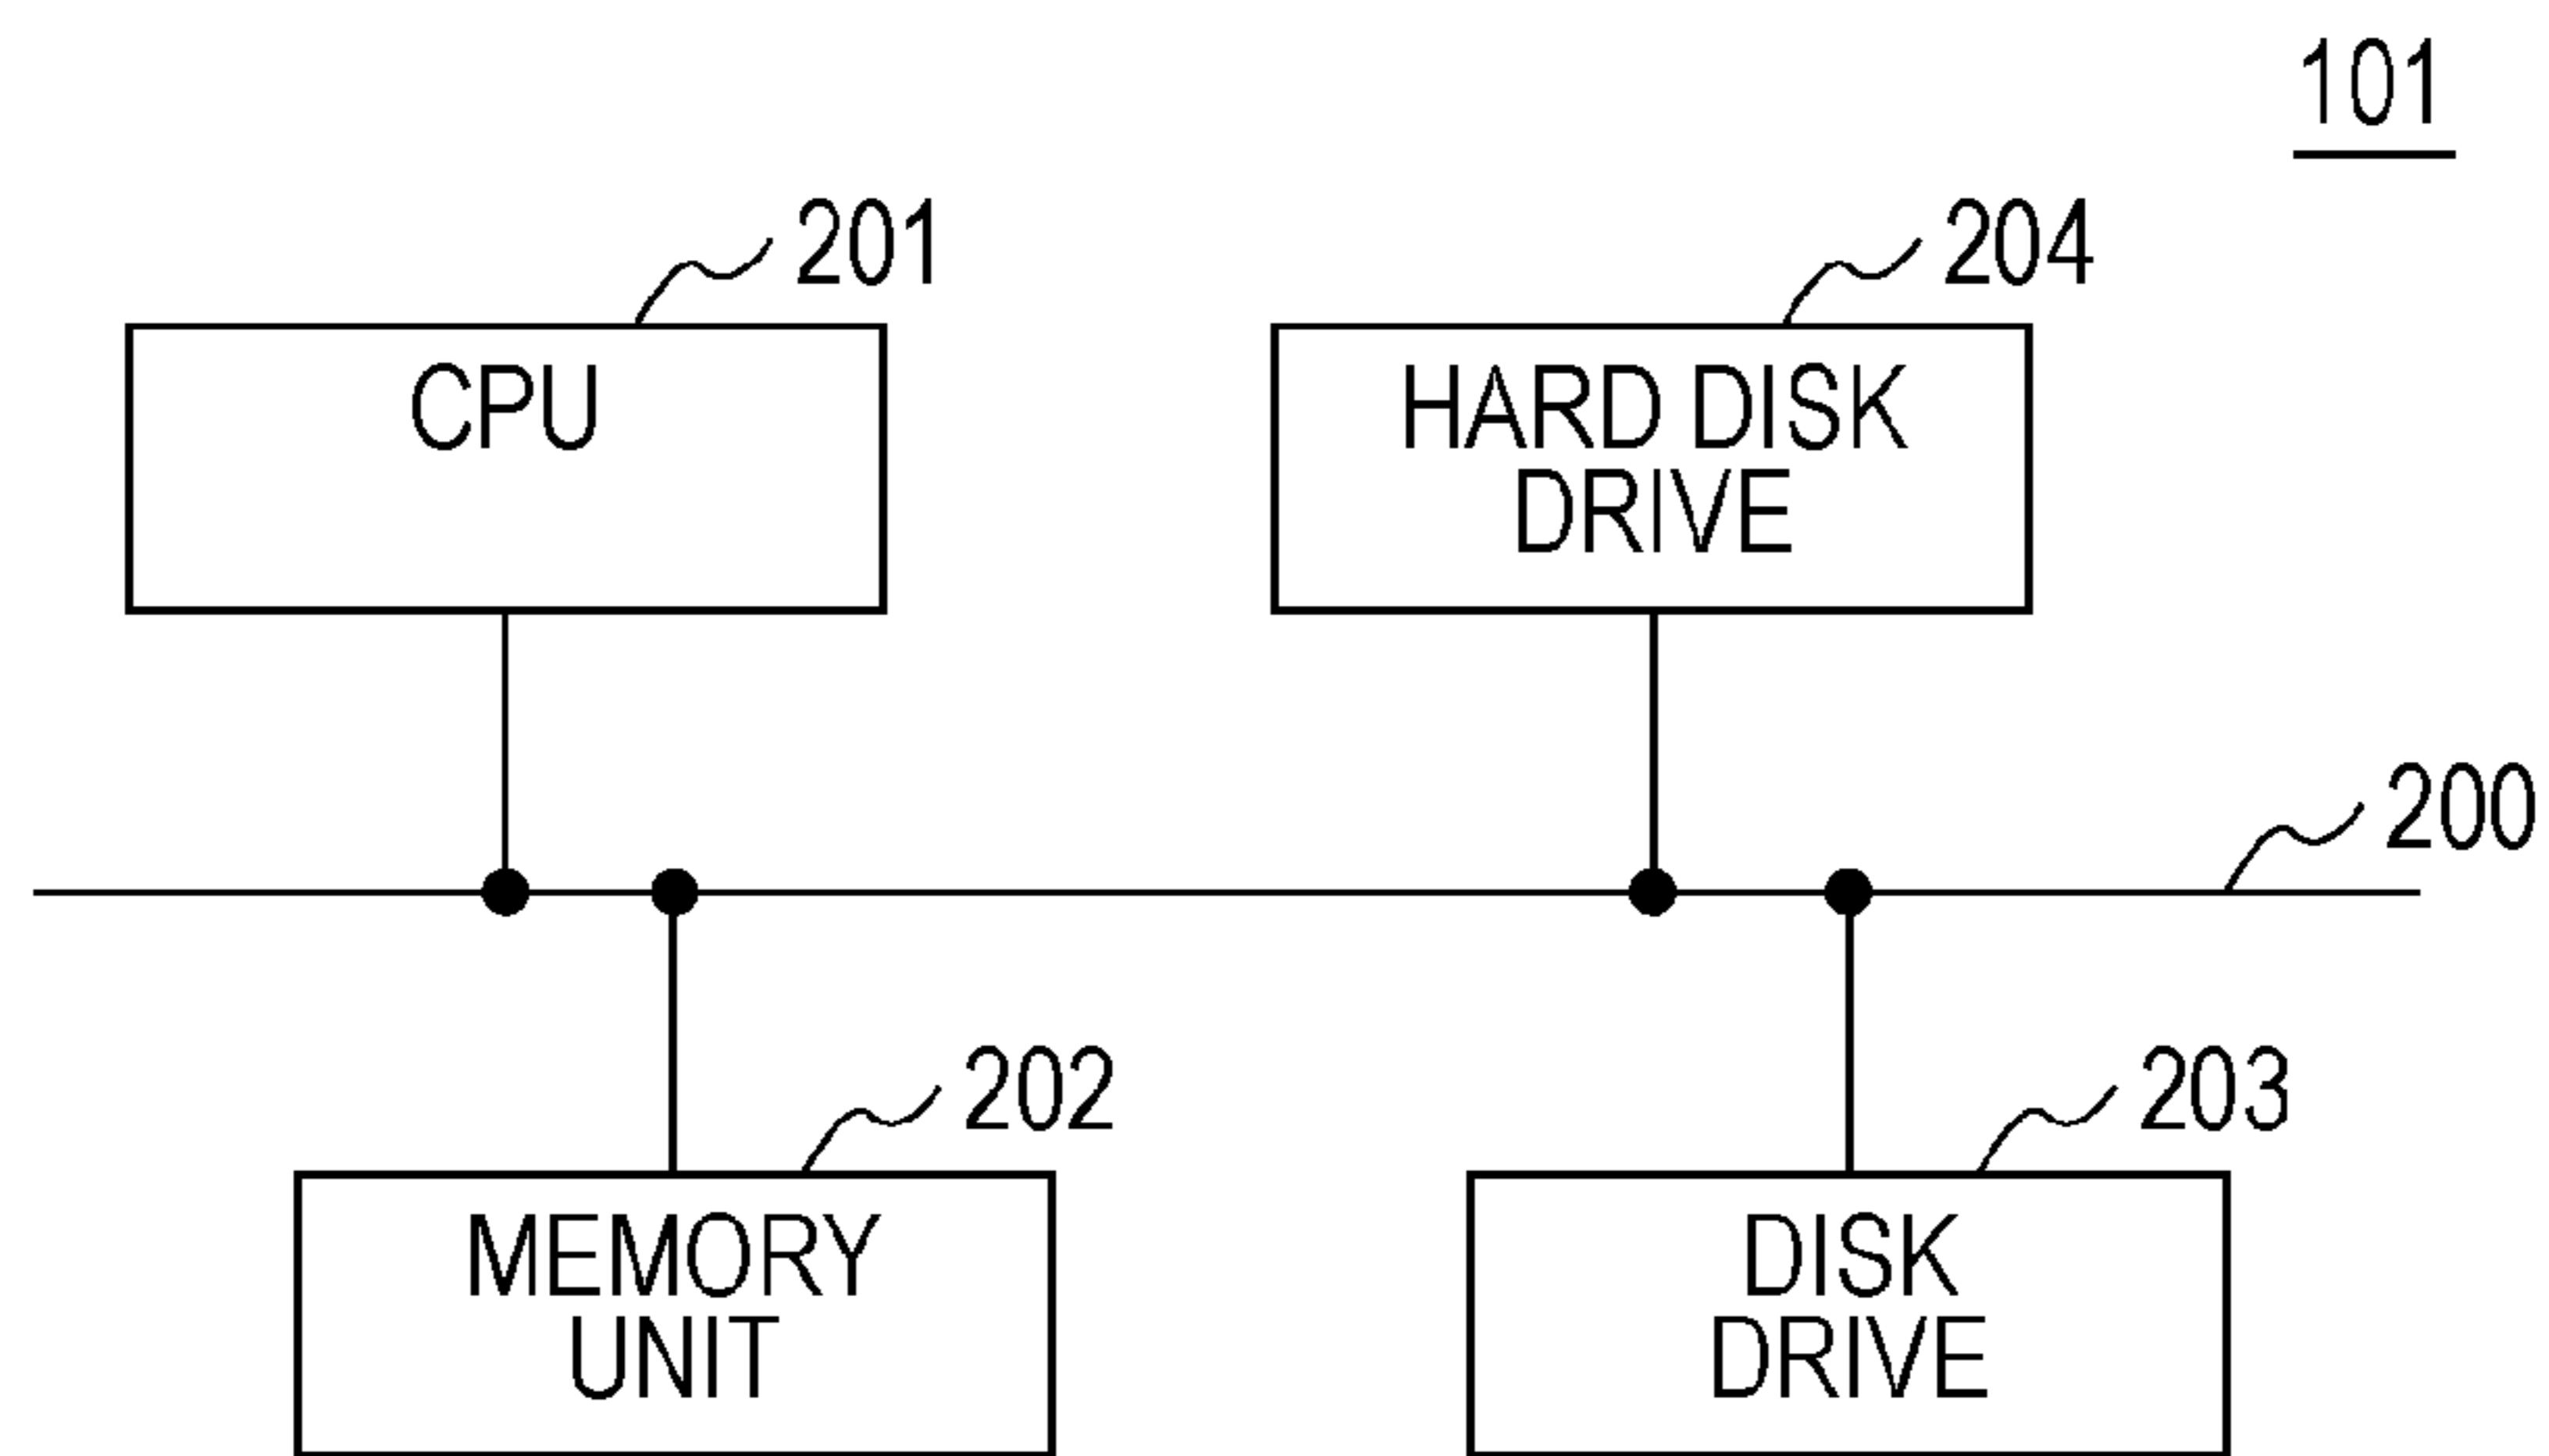 101
201
204
CPU
HARD DISK
DRIVE
200
202
203
MEMORY
UNIT
DISK
DRIVE